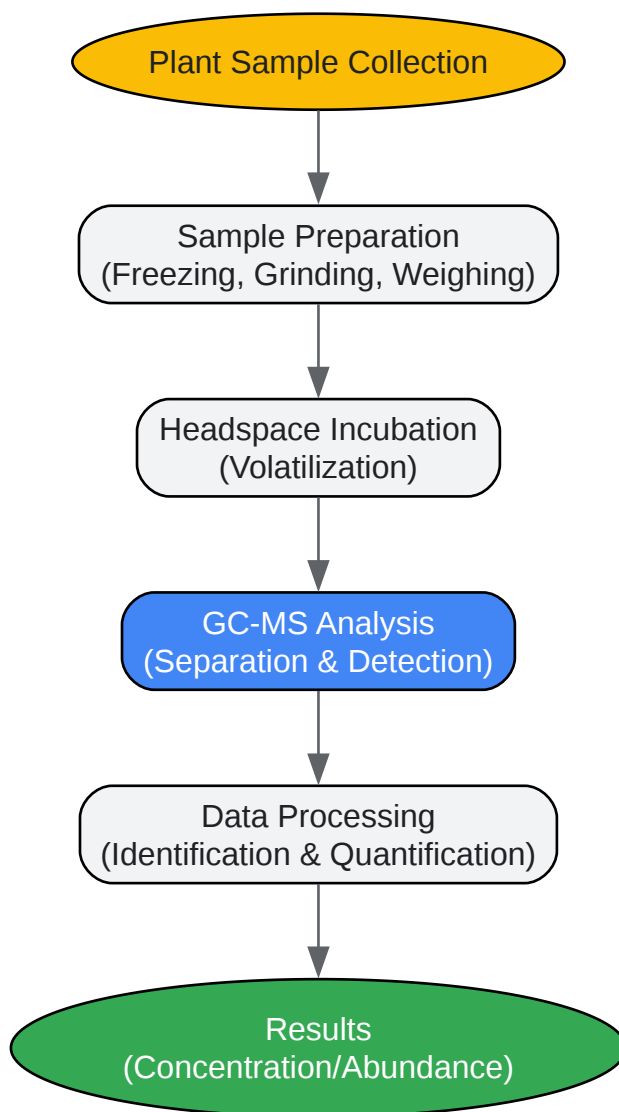 Plant Sample Collection
Sample Preparation
(Freezing, Grinding, Weighing)
Headspace Incubation
(Volatilization)
GC-MS Analysis
(Separation & Detection)
Data Processing
(Identification & Quantification)
Results
(Concentration/Abundance)